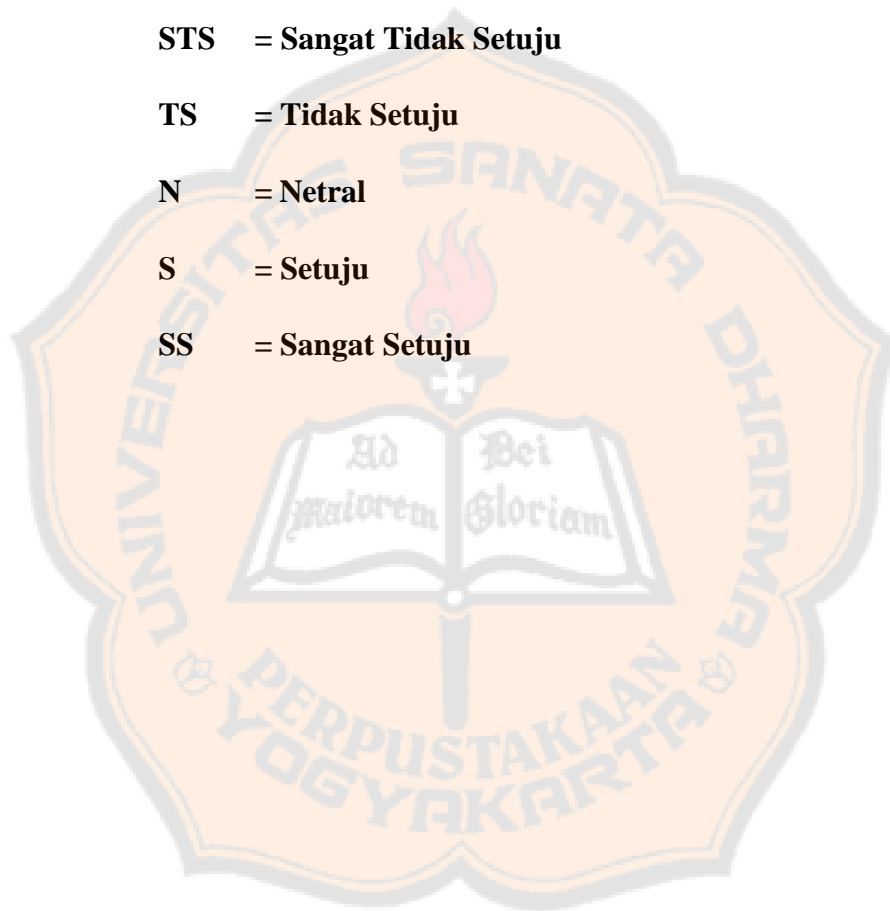 STS = Sangat Tidak Setuju
TS = Tidak Setuju
N = Netral
S = Setuju
SS = Sangat Setuju
UNIVERSITAS SANATA DHARMA
Ad Dei
Maiorem Gloriam
PERPUSTAKAAN
YOGYAKARTA